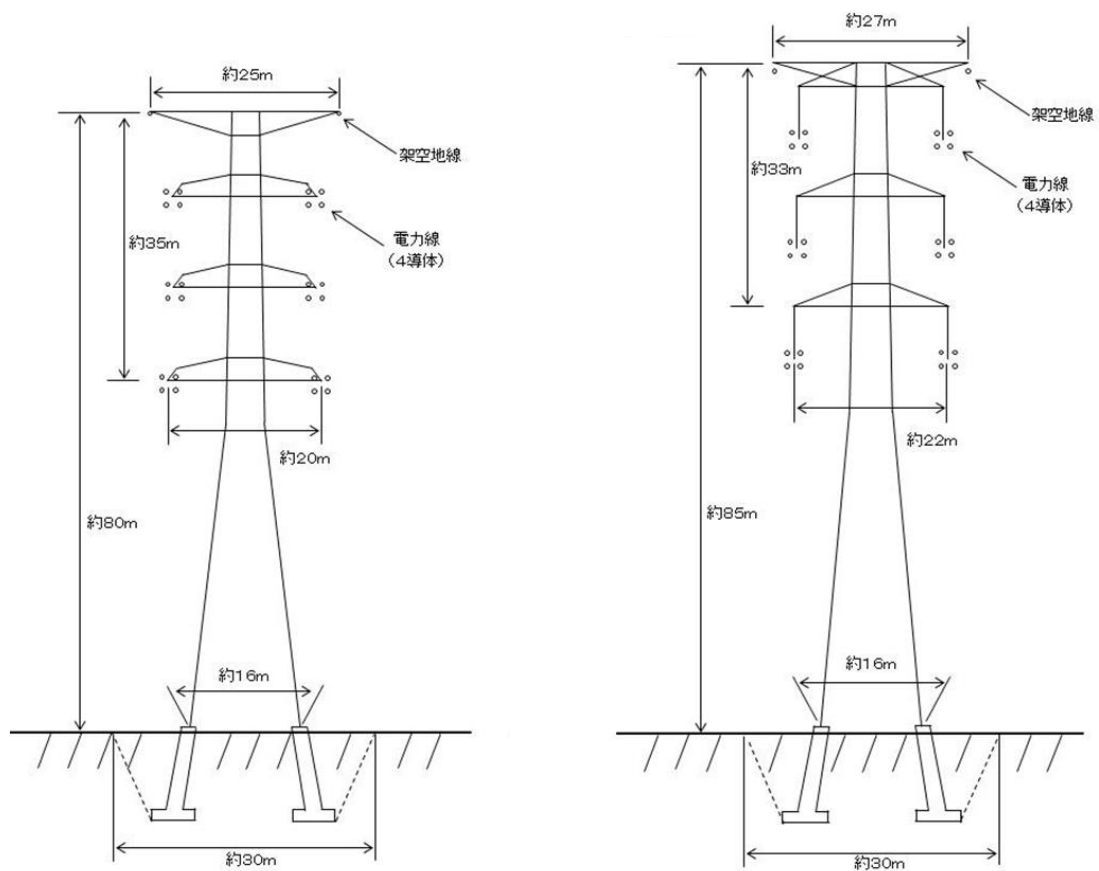 約25m
架空地線
電力線
（4導体）
約35m
約20m
約80m
約16m
約30m
約27m
架空地線
電力線
（4導体）
約33m
約22m
約85m
約16m
約30m